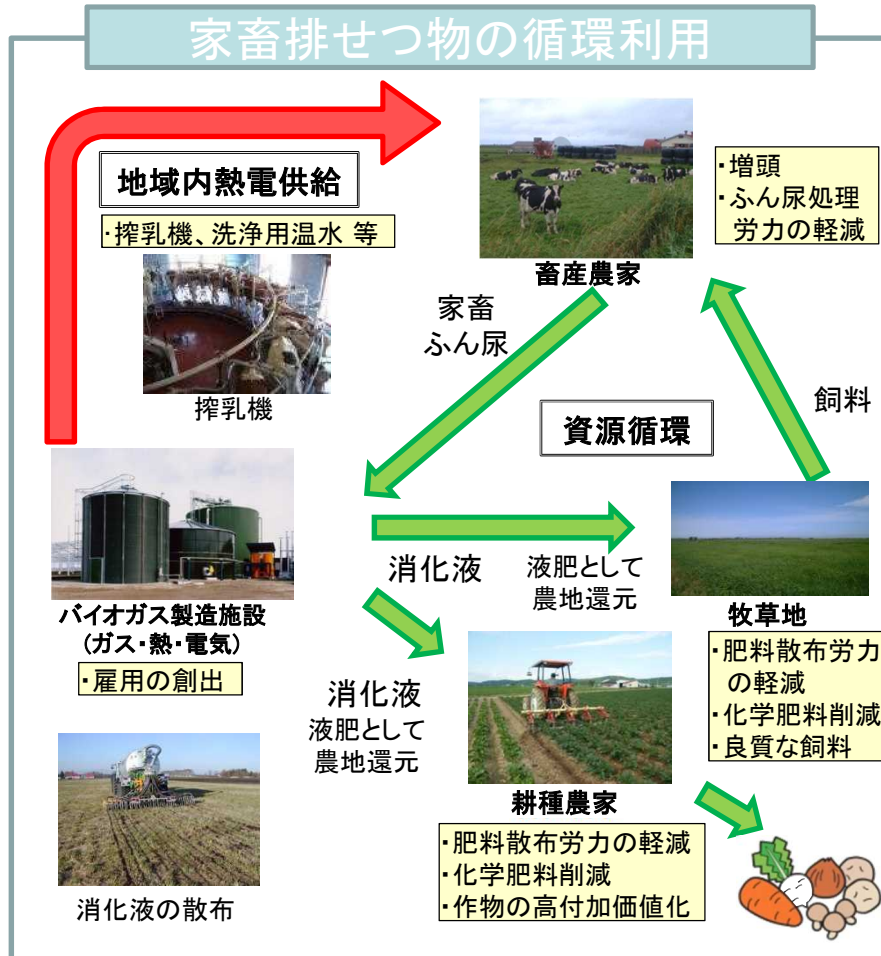 家畜排せつ物の循環利用
地域内熱電供給
・搾乳機、洗浄用温水 等
搾乳機
・増頭
・ふん尿処理
労力の軽減
畜産農家
家畜
ふん尿
飼料
資源循環
バイオガス製造施設
(ガス・熱・電気)
・雇用の創出
消化液
液肥として
農地還元
牧草地
・肥料散布労力
の軽減
・化学肥料削減
・良質な飼料
消化液
液肥として
農地還元
耕種農家
・肥料散布労力の軽減
・化学肥料削減
・作物の高付加価値化
消化液の散布